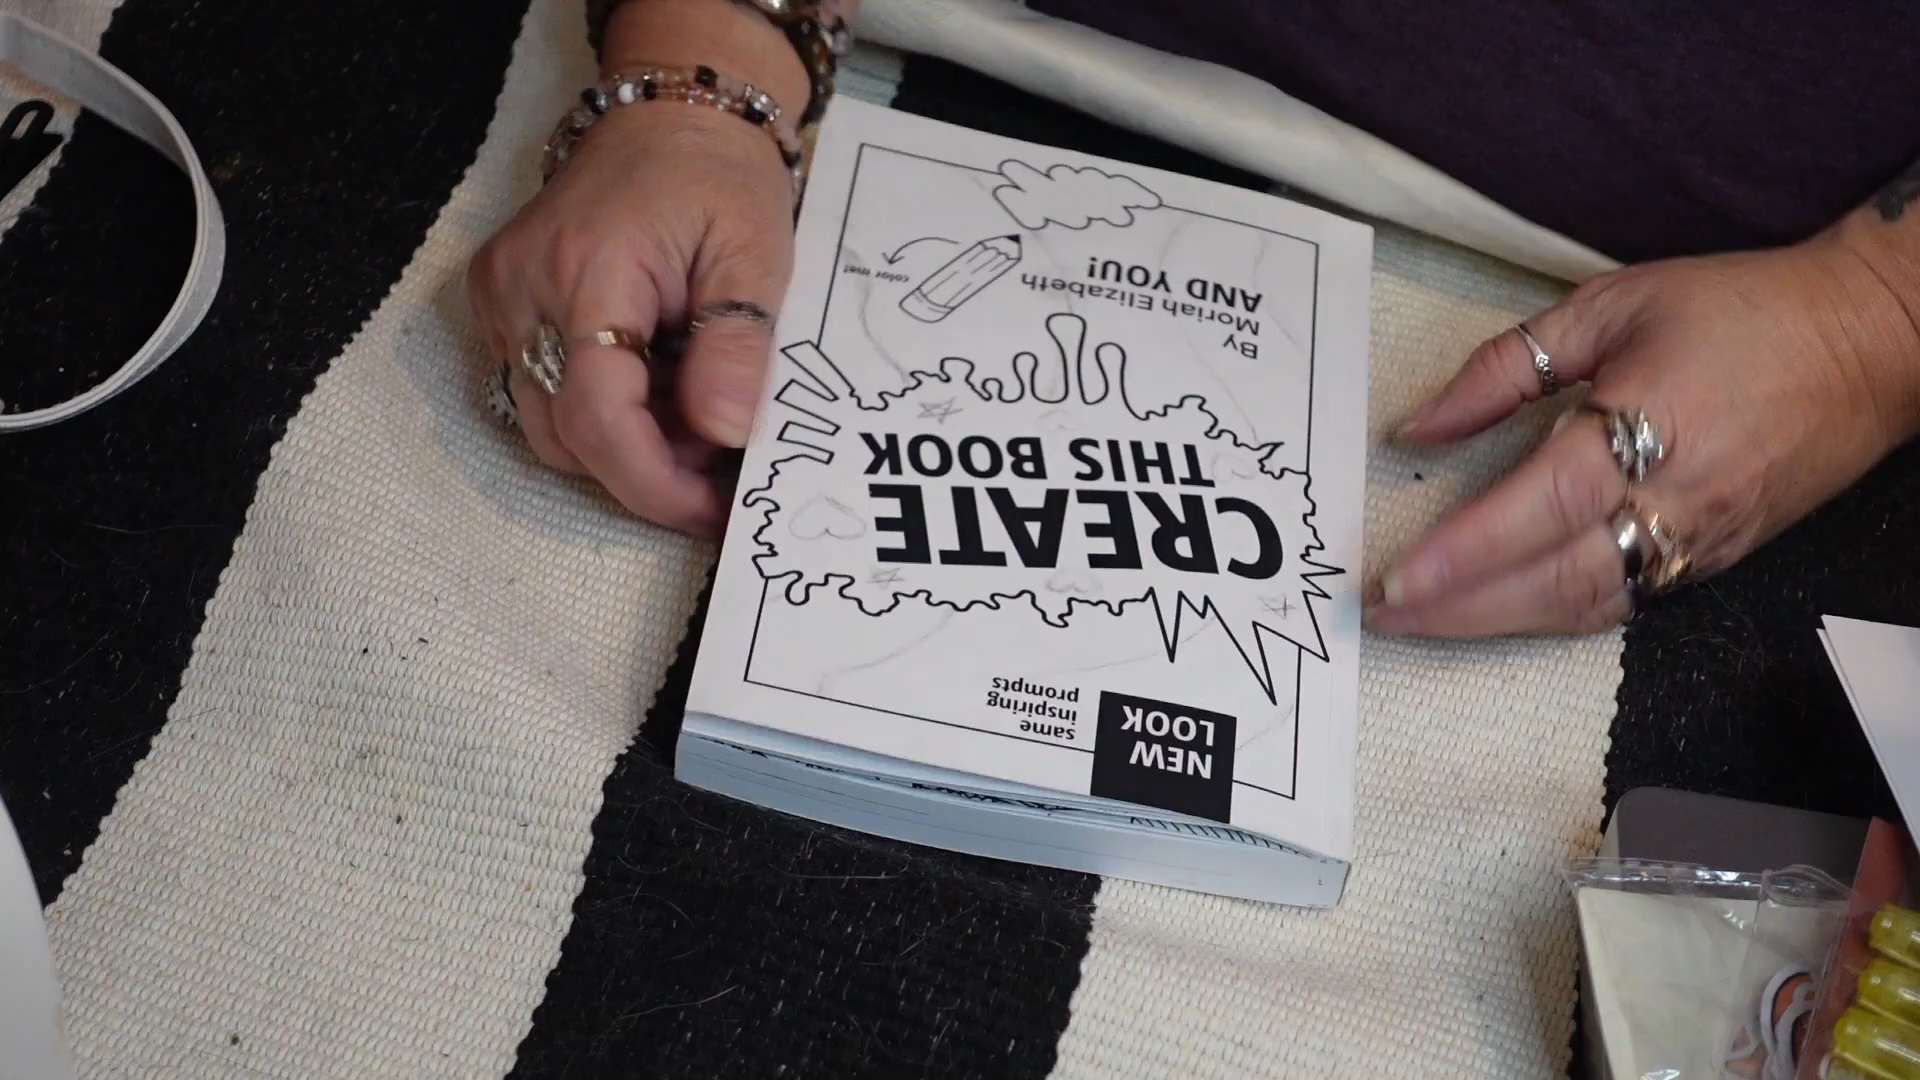 NEW
LOOK
same
inspiring
prompts
CREATE
THIS BOOK
By
Moriah Elizabeth
AND YOU!
color me!